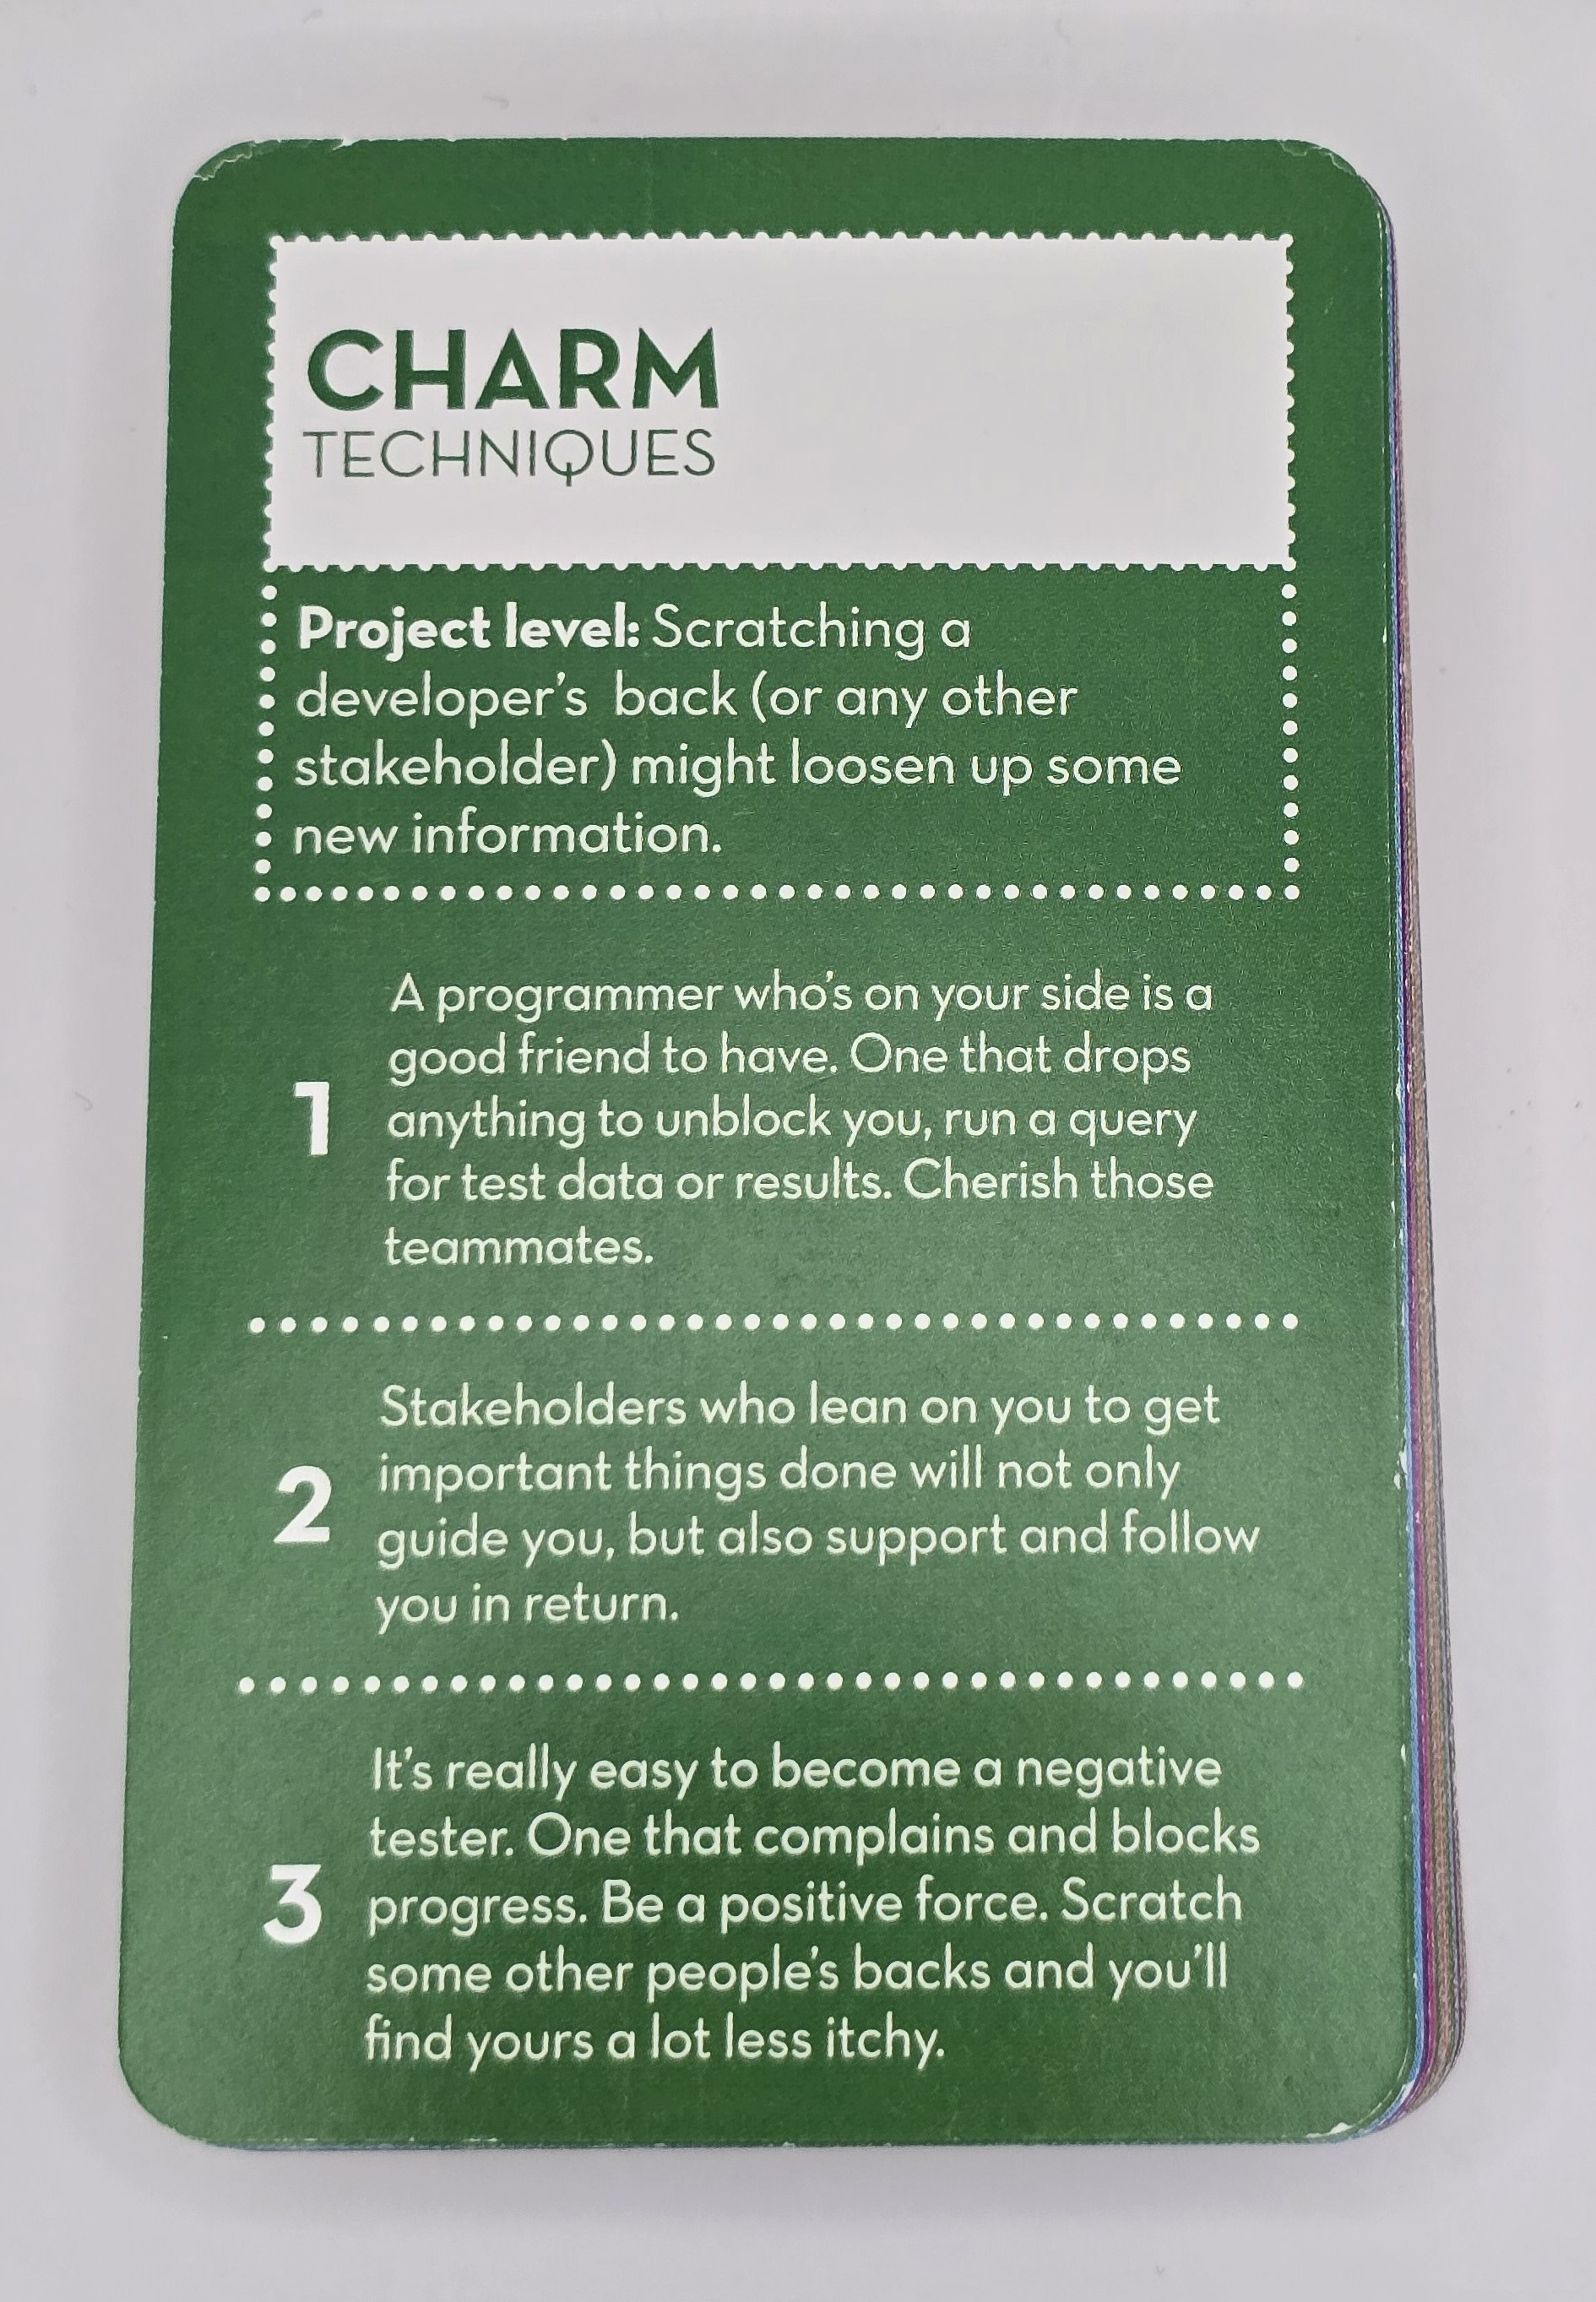 CHARM
TECHNIQUES
Project level: Scratching a
developer's  back (or any other
stakeholder) might loosen up some
new information.
1
A programmer who's on your side is a
good friend to have. One that drops
anything to unblock you, run a query
for test data or results. Cherish those
teammates.
2
Stakeholders who lean on you to get
important things done will not only
guide you, but also support and follow
you in return.
3
It's really easy to become a negative
tester. One that complains and blocks
progress. Be a positive force. Scratch
some other people's backs and you'll
find yours a lot less itchy.